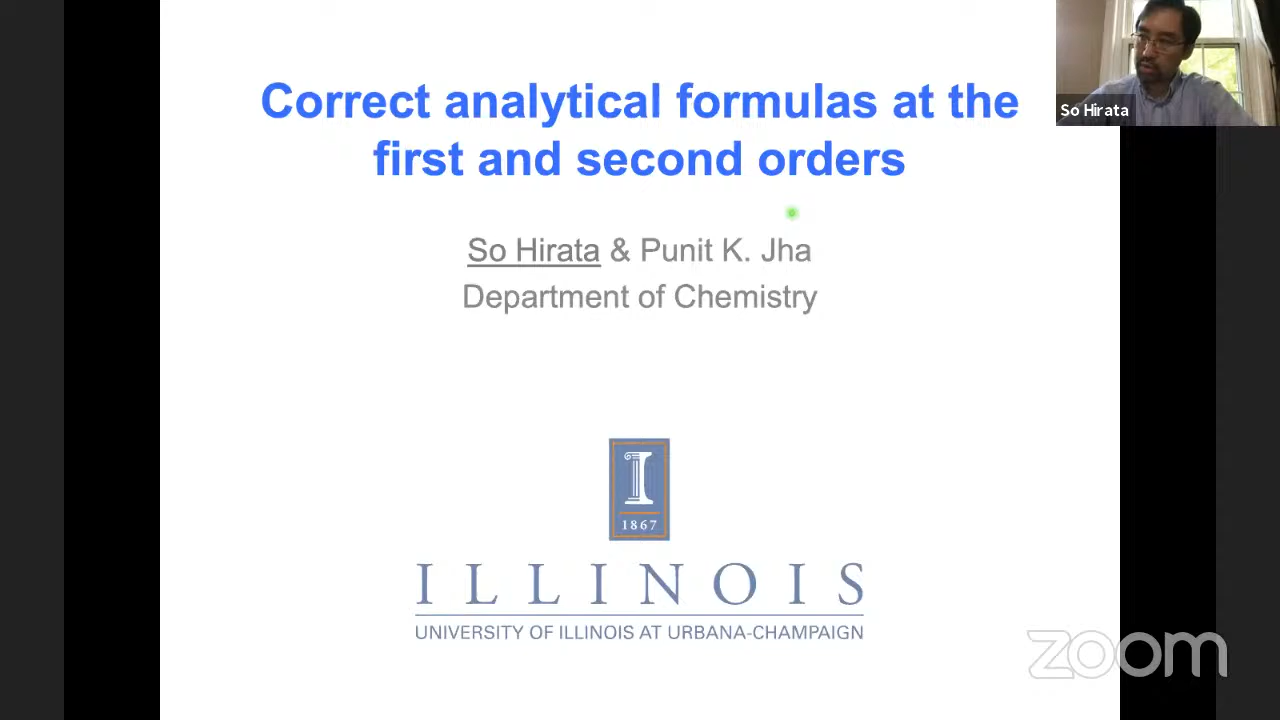 Correct analytical formulas at the
first and second orders
So Hirata
So Hirata & Punit K. Jha
Department of Chemistry
I
1867
ILLINOIS
UNIVERSITY OF ILLINOIS AT URBANA-CHAMPAIGN
zoom